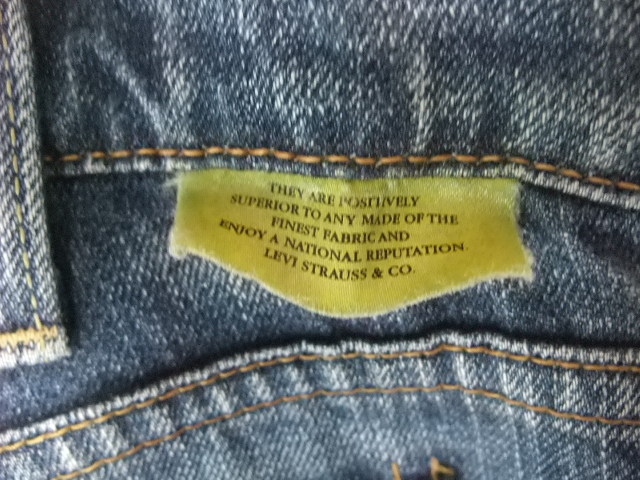 THEY ARE POSITIVELY
SUPERIOR TO ANY MADE OF THE
FINEST FABRIC AND
ENJOY A NATIONAL REPUTATION.
LEVI STRAUSS & CO.